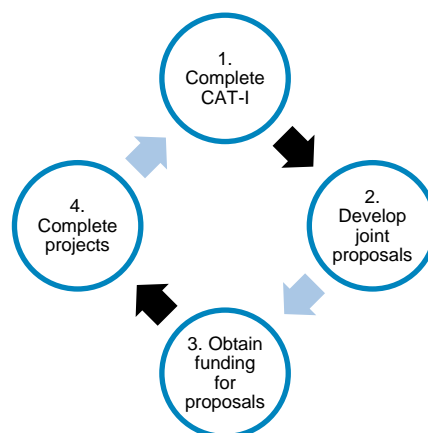 1.
Complete
CAT-I
2.
Develop
joint
proposals
3. Obtain
funding
for
proposals
4.
Complete
projects